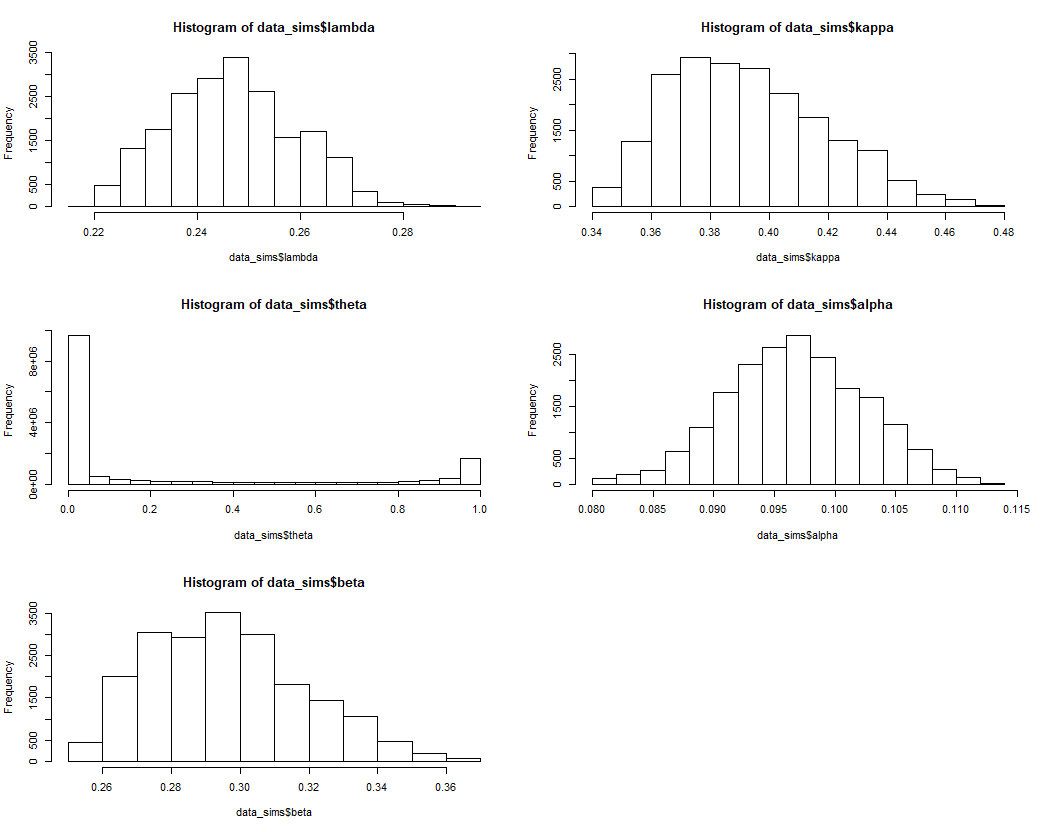 Histogram of data_sims$lambda
Frequency
3500
2500
1500
500
0
0.22 0.24 0.26 0.28
data_sims$lambda
Histogram of data_sims$kappa
Frequency
2500
1500
500
0
0.34 0.36 0.38 0.40 0.42 0.44 0.46 0.48
data_sims$kappa
Histogram of data_sims$theta
Frequency
8e+06
4e+06
0e+00
0.0 0.2 0.4 0.6 0.8 1.0
data_sims$theta
Histogram of data_sims$alpha
Frequency
2500
1500
500
0
0.080 0.085 0.090 0.095 0.100 0.105 0.110 0.115
data_sims$alpha
Histogram of data_sims$beta
Frequency
3500
2500
1500
500
0
0.26 0.28 0.30 0.32 0.34 0.36
data_sims$beta